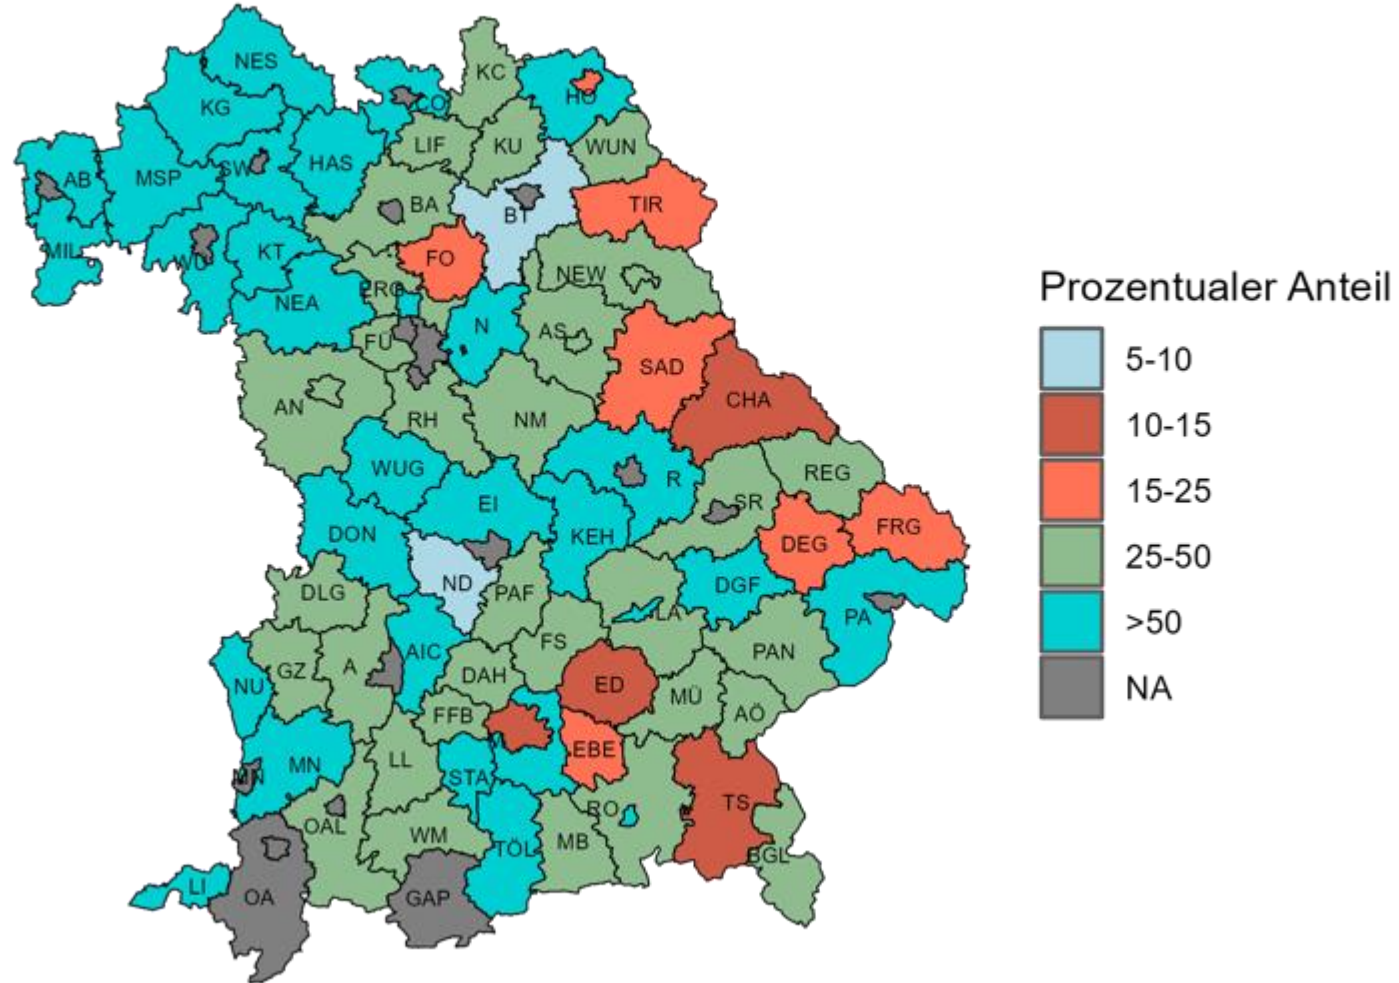 NES
KC
KG
CO
HO
LIF
KU
WUN
SW
HAS
AB
MSP
BA
BT
TIR
MIL
WÜ
KT
FO
NEW
ERG
NEA
N
AS
FÜ
SAD
AN
RH
NM
CHA
WUG
R
REG
EI
SR
DON
KEH
DEG
FRG
ND
PAF
DGF
DLG
LA
PA
AIC
FS
PAN
GZ
A
DAH
ED
NU
MÜ
FFB
AÖ
EBE
MN
MN
LL
STA
TS
RO
OAL
WM
TÖL
MB
BGL
LI
OA
GAP
Prozentualer Anteil
5-10
10-15
15-25
25-50
>50
NA